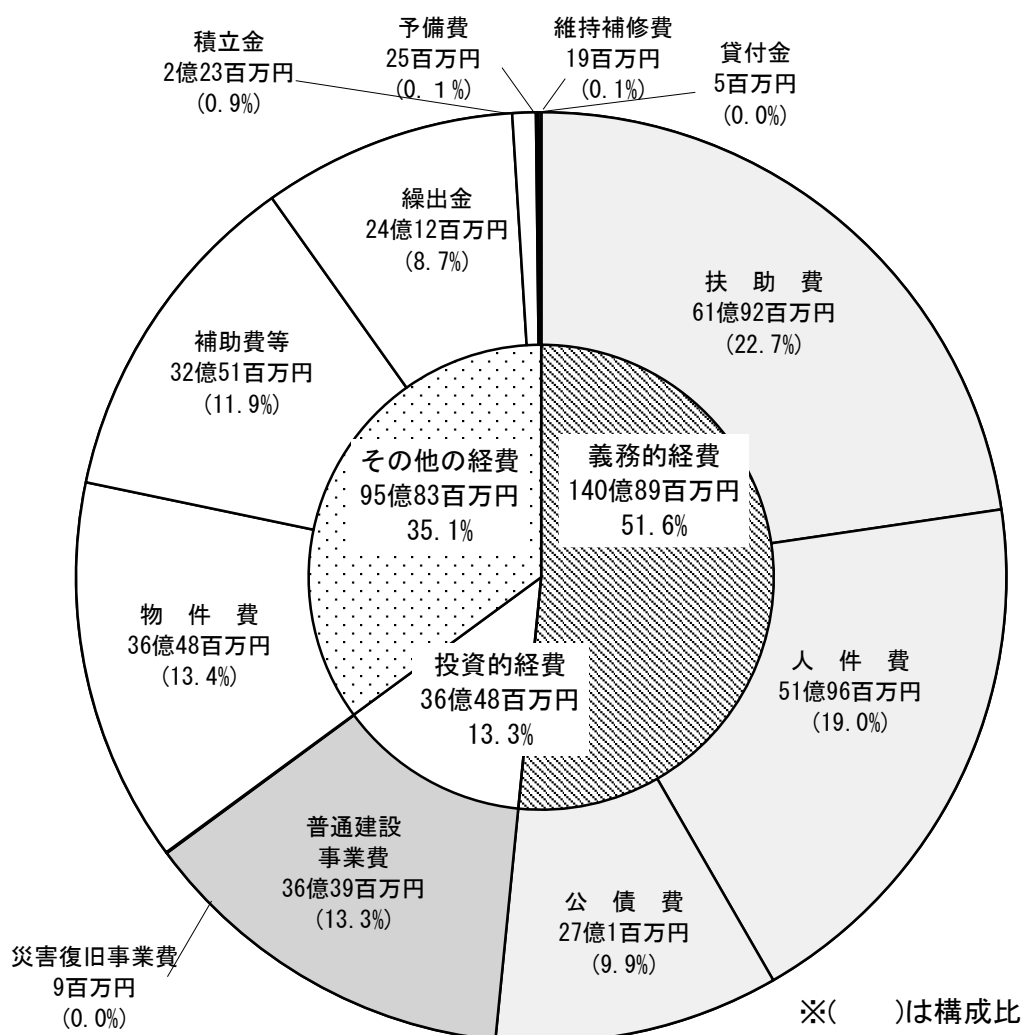 積立金
2億23百万円
(0.9%)
予備費
25百万円
(0.1%)
維持補修費
19百万円
(0.1%)
貸付金
5百万円
(0.0%)
繰出金
24億12百万円
(8.7%)
扶 助 費
61億92百万円
(22.7%)
補助費等
32億51百万円
(11.9%)
その他の経費
95億83百万円
35.1%
義務的経費
140億89百万円
51.6%
物 件 費
36億48百万円
(13.4%)
投資的経費
36億48百万円
13.3%
人 件 費
51億96百万円
(19.0%)
普通建設
事業費
36億39百万円
(13.3%)
公 債 費
27億1百万円
(9.9%)
災害復旧事業費
9百万円
(0.0%)
※(　　)は構成比